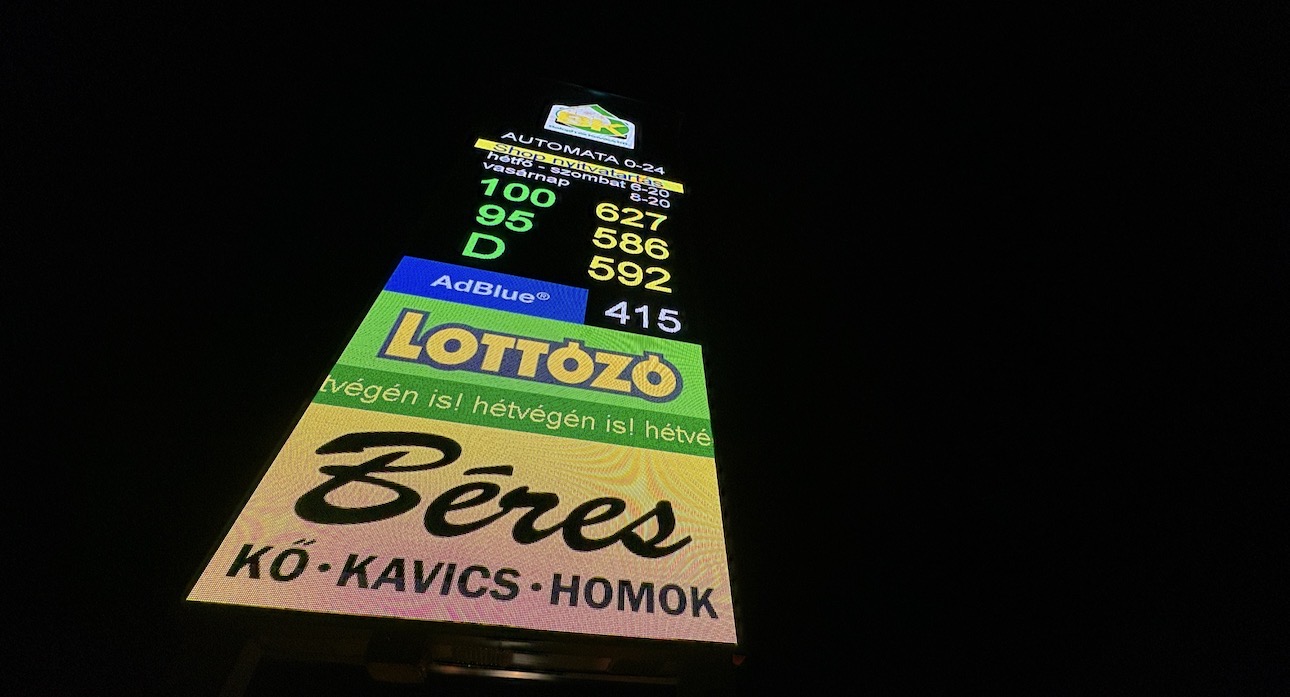 ÖK
AUTOMATA 0-24
Shop nyitvatartás
hétfő - szombat 6-20
vasárnap 8-20
100 627
95 586
D 592
AdBlue® 415
LOTTÓZÓ
tvégén is! hétvégén is! hétvé
Béres
KŐ·KAVICS·HOMOK